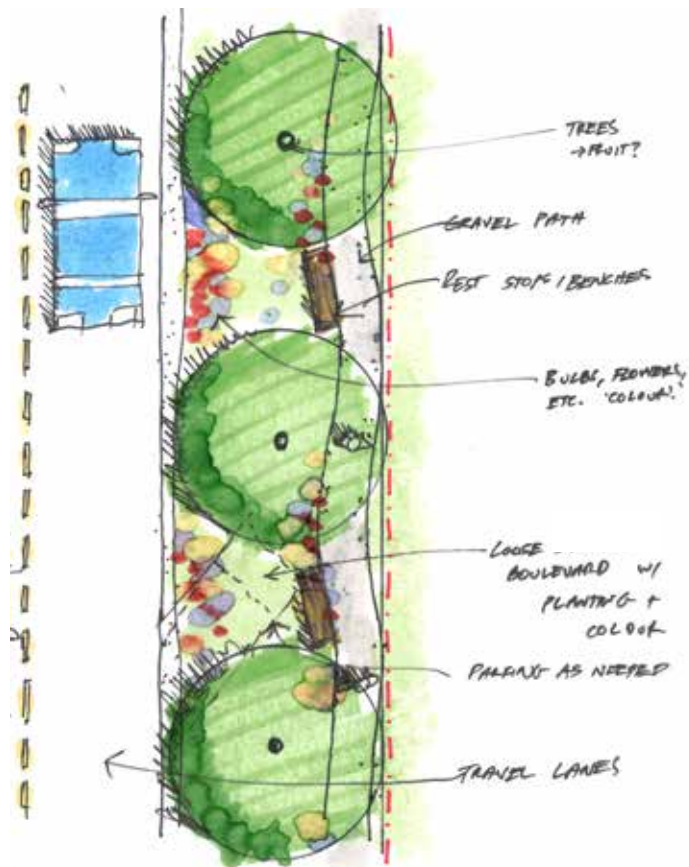 TREES
→ FRUIT?
GRAVEL PATH
REST STOPS / BENCHES
BULBS, FLOWERS,
ETC. 'COLOUR'.
LOOSE
BOULEVARD W/
PLANTING +
COLOUR
PARKING AS NEEDED
TRAVEL LANES